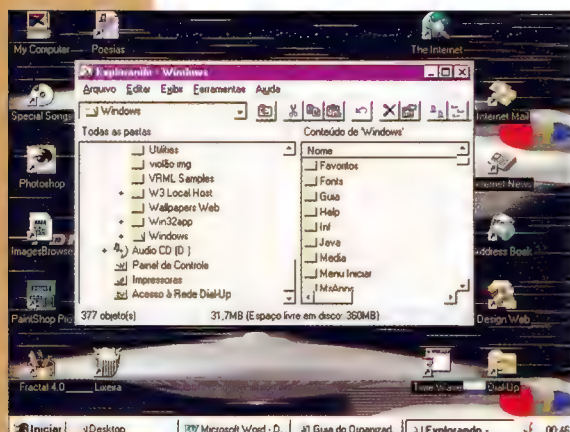 My Computer
Poesias
The Internet
Explorando - Windows
Arquivo Editar Exibir Ferramentas Ajuda
Windows
Todas as pastas
Conteúdo de 'Windows'
Nome
Utilities
violão img
VRML Samples
W3 Local Host
Wallpapers Web
Win32app
Windows
Audio CD (D:)
Painel de Controle
Impressoras
Acesso à Rede Dial-Up
Favoritos
Fonts
Guia
Help
Inf
Java
Media
Menu Iniciar
MsApps
377 objeto(s)
31,7MB (Espaço livre em disco: 360MB)
Special Songs
Photoshop
ImagesBrowse
PaintShop Pro
Fractal 4.0
Lixeira
Internet Mail
Internet News
Address Book
Design Web
Time Wave
Dial-Up
Iniciar
Desktop
Microsoft Word - D.
Guia do Organizad.
Explorando -
00:46